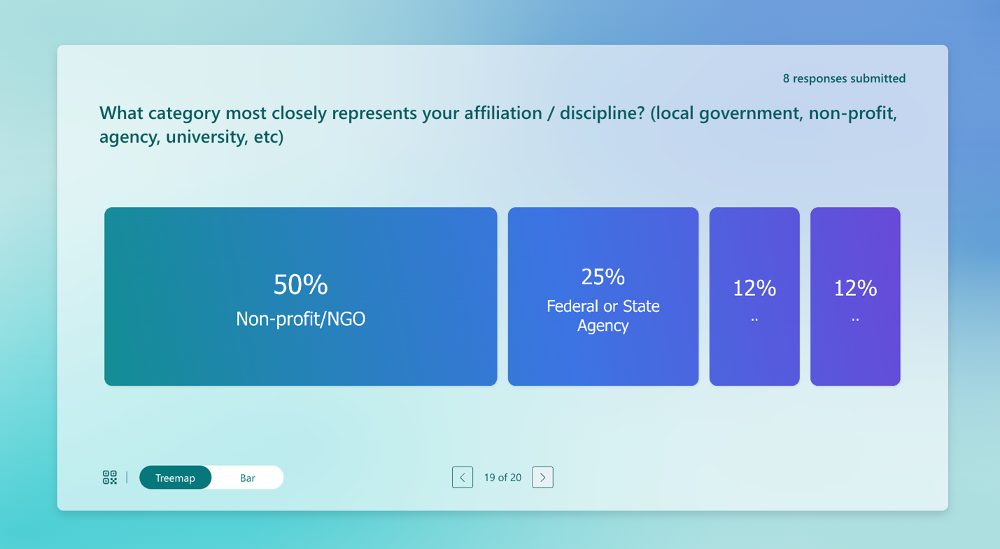 8 responses submitted
What category most closely represents your affiliation / discipline? (local government, non-profit,
agency, university, etc)
50%
Non-profit/NGO
25%
Federal or State
Agency
12%
..
12%
..
Treemap
Bar
19 of 20